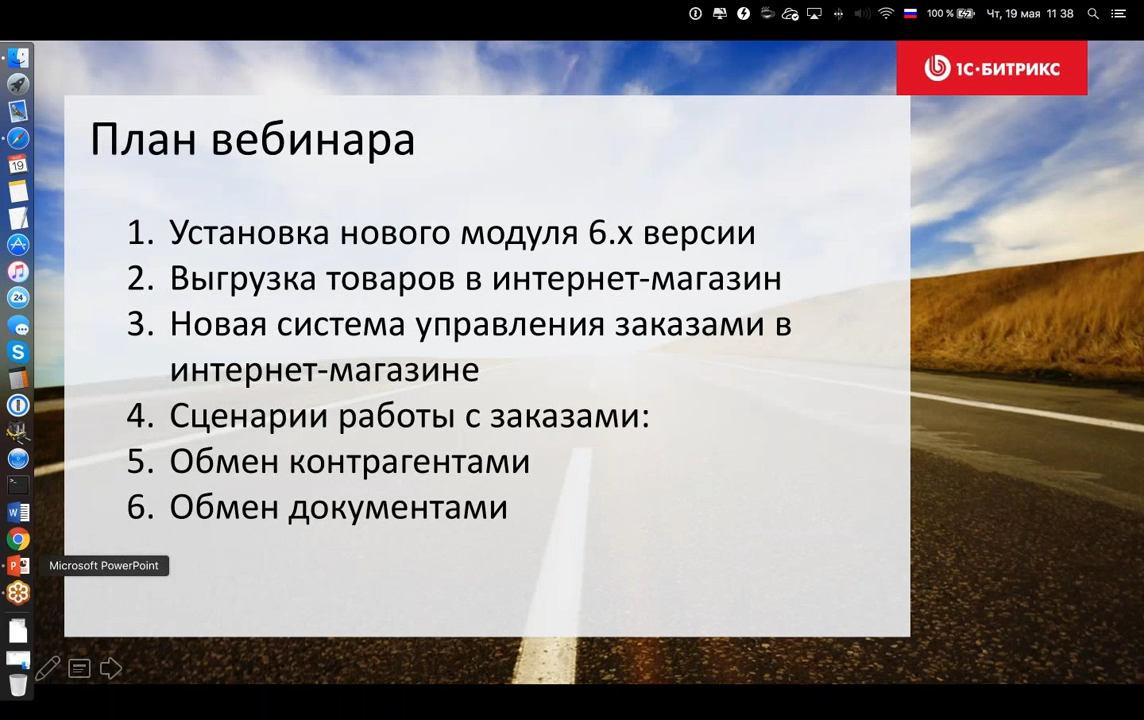 100 %
Чт, 19 мая 11 38
1С·БИТРИКС
План вебинара
1. Установка нового модуля 6.х версии
2. Выгрузка товаров в интернет-магазин
3. Новая система управления заказами в
интернет-магазине
4. Сценарии работы с заказами:
5. Обмен контрагентами
6. Обмен документами
19
24
Microsoft PowerPoint